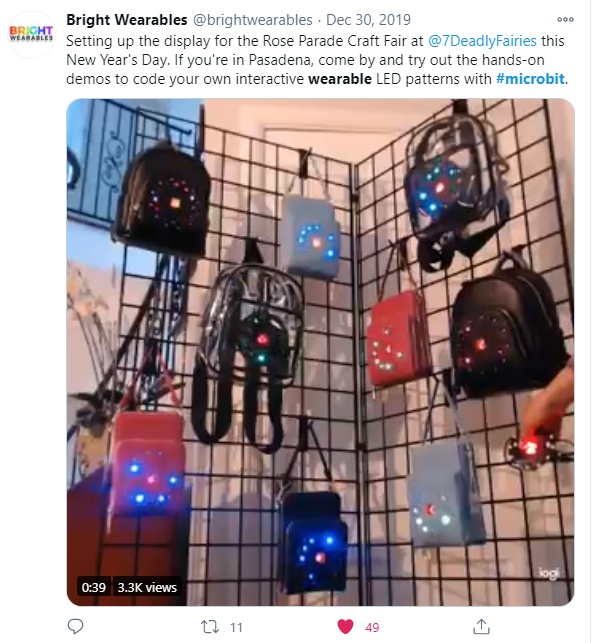 BRIGHT
WEARABLES
Bright Wearables @brightwearables · Dec 30, 2019
Setting up the display for the Rose Parade Craft Fair at @7DeadlyFairies this
New Year's Day. If you're in Pasadena, come by and try out the hands-on
demos to code your own interactive wearable LED patterns with #microbit.
logi
0:39 3.3K views
11 49